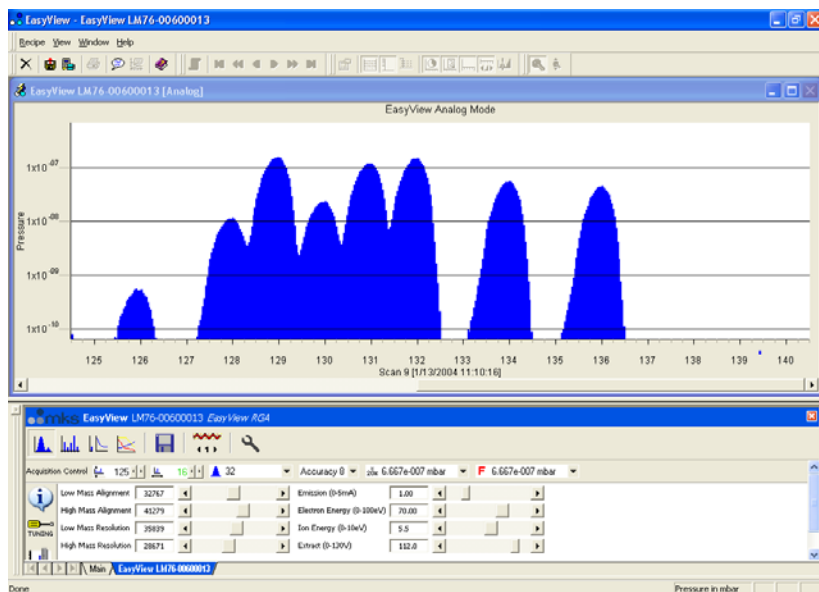 EasyView - EasyView LM76-00600013
Recipe View Window Help
EasyView LM76-00600013 [Analog]
EasyView Analog Mode
1x10-07
1x10-08
1x10-09
1x10-10
Pressure
125 126 127 128 129 130 131 132 133 134 135 136 137 138 139 140
Scan 9 [1/13/2004 11:10:16]
mks EasyView LM76-00600013 EasyView RGA
Acquisition Control 125 16 32 Accuracy 8 6.667e-007 mbar F 6.667e-007 mbar
Low Mass Alignment 32767 Emission (0-5mA) 1.00
High Mass Alignment 41279 Electron Energy (0-100eV) 70.00
Low Mass Resolution 35839 Ion Energy (0-10eV) 5.5
TUNING
High Mass Resolution 28671 Extract (0-130V) 112.0
Main EasyView LM76-00600013
Done Pressure in mbar